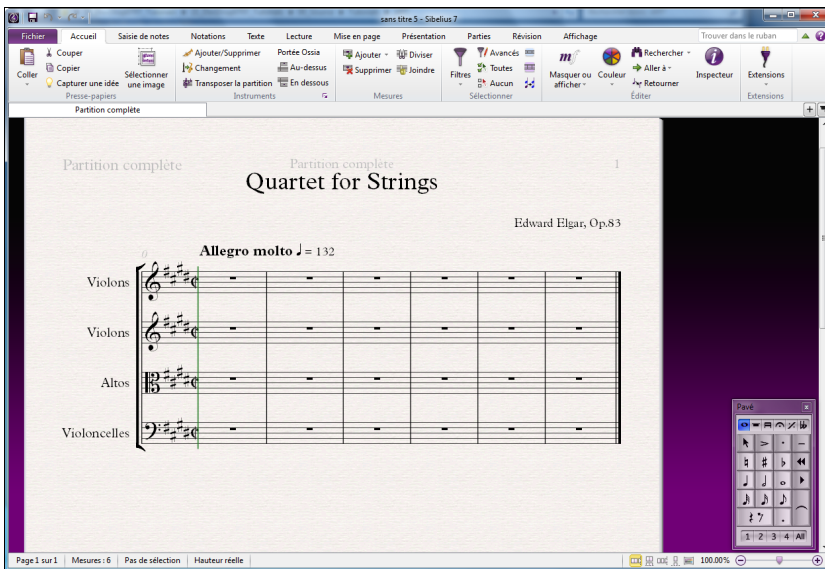 sans titre 5 - Sibelius 7
Fichier Accueil Saisie de notes Notations Texte Lecture Mise en page Présentation Parties Révision Affichage Trouver dans le ruban
Coller
Couper
Copier
Capturer une idée
Sélectionner une image
Presse-papiers
Ajouter/Supprimer
Changement
Transposer la partition
Portée Ossia
Au-dessus
En dessous
Instruments
Ajouter Diviser
Supprimer Joindre
Mesures
Filtres
Avancés
Toutes
Aucun
Sélectionner
Masquer ou afficher
Couleur
Rechercher
Aller à
Retourner
Éditer
Inspecteur
Extensions
Extensions
Partition complète
Partition complète Partition complète 1
Quartet for Strings
Edward Elgar, Op.83
0 Allegro molto ♩ = 132
Violons
Violons
Altos
Violoncelles
Pavé
1 2 3 4 All
Page 1 sur 1 Mesures : 6 Pas de sélection Hauteur réelle 100.00%